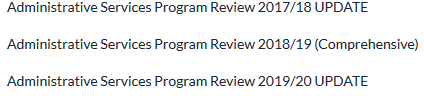 Administrative Services Program Review 2017/18 UPDATE
Administrative Services Program Review 2018/19 (Comprehensive)
Administrative Services Program Review 2019/20 UPDATE